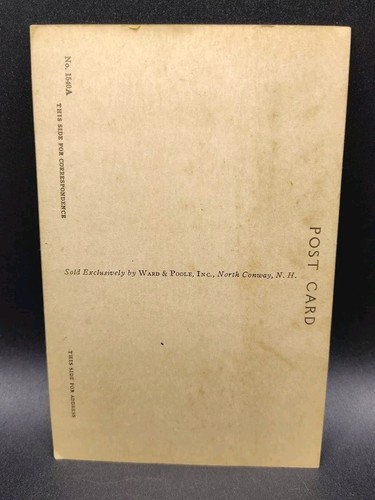 POST CARD
No. 1540A
THIS SIDE FOR CORRESPONDENCE
THIS SIDE FOR ADDRESS
Sold Exclusively by WARD & POOLE, INC., North Conway, N. H.